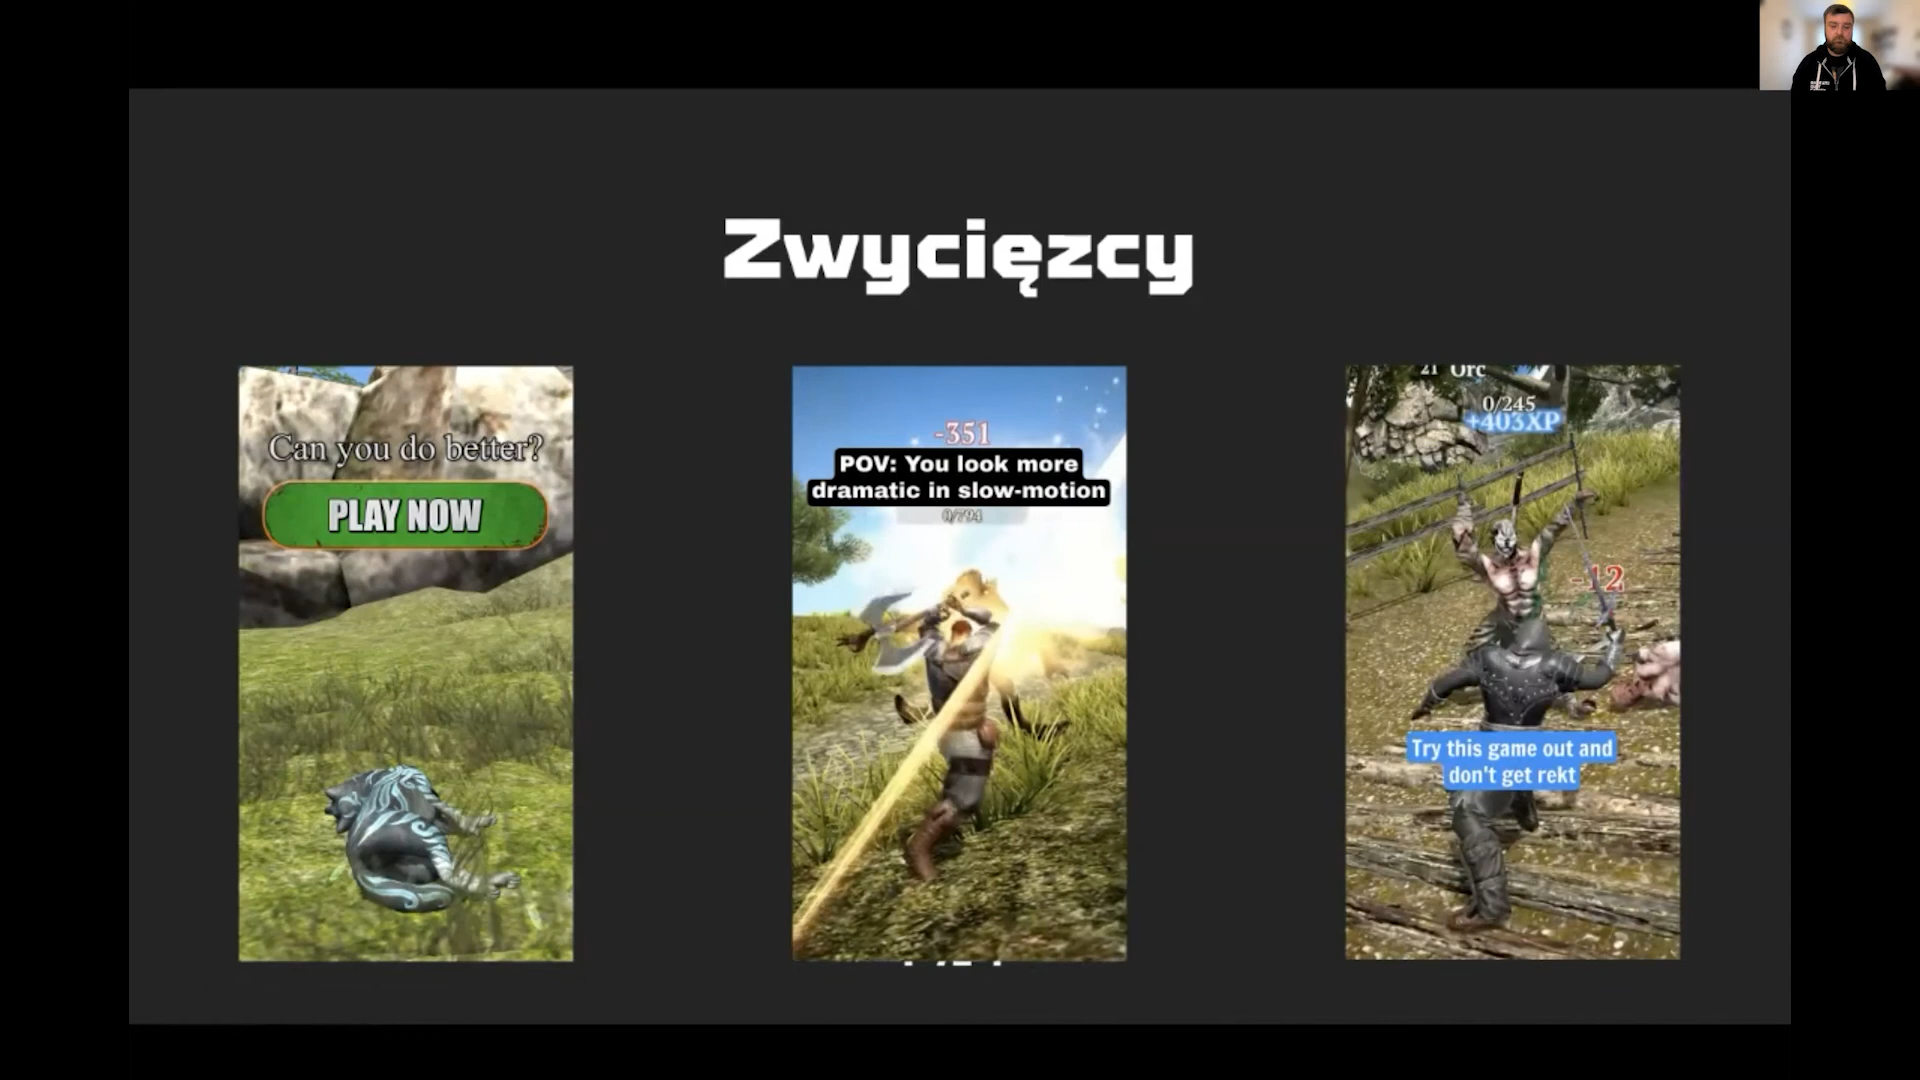 Zwycięzcy
Can you do better?
PLAY NOW
-351
POV: You look more
dramatic in slow-motion
0/794
21 Orc
0/245
+403XP
-12
Try this game out and
don't get rekt